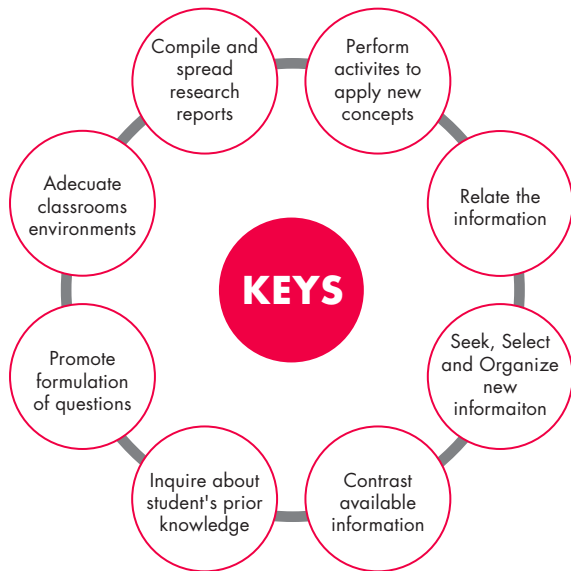 Compile and
spread
research
reports
Perform
activites to
apply new
concepts
Adecuate
classrooms
environments
Relate the
information
KEYS
Promote
formulation
of questions
Seek, Select
and Organize
new
informaiton
Inquire about
student's prior
knowledge
Contrast
available
information